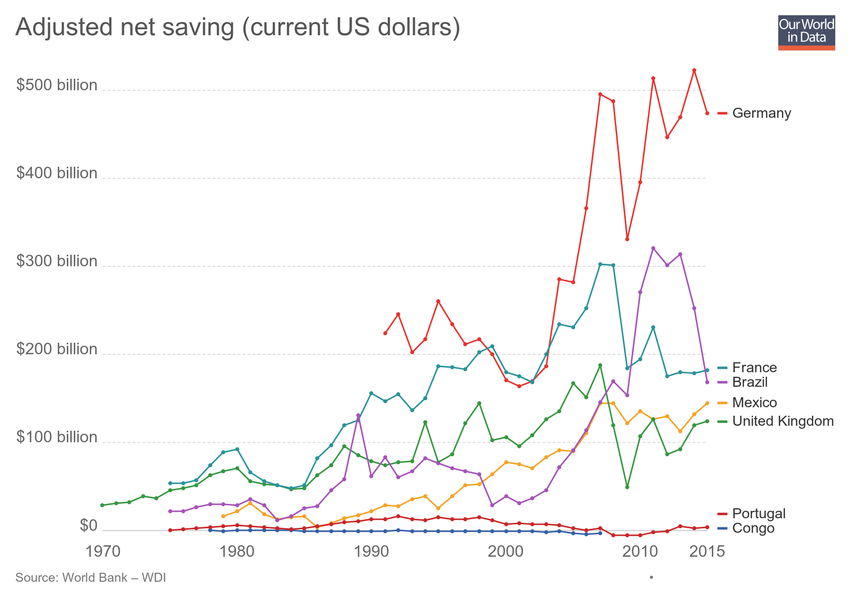 Adjusted net saving (current US dollars)
Our World
in Data
$500 billion
$400 billion
$300 billion
$200 billion
$100 billion
$0
Germany
France
Brazil
Mexico
United Kingdom
Portugal
Congo
1970
1980
1990
2000
2010
2015
Source: World Bank – WDI